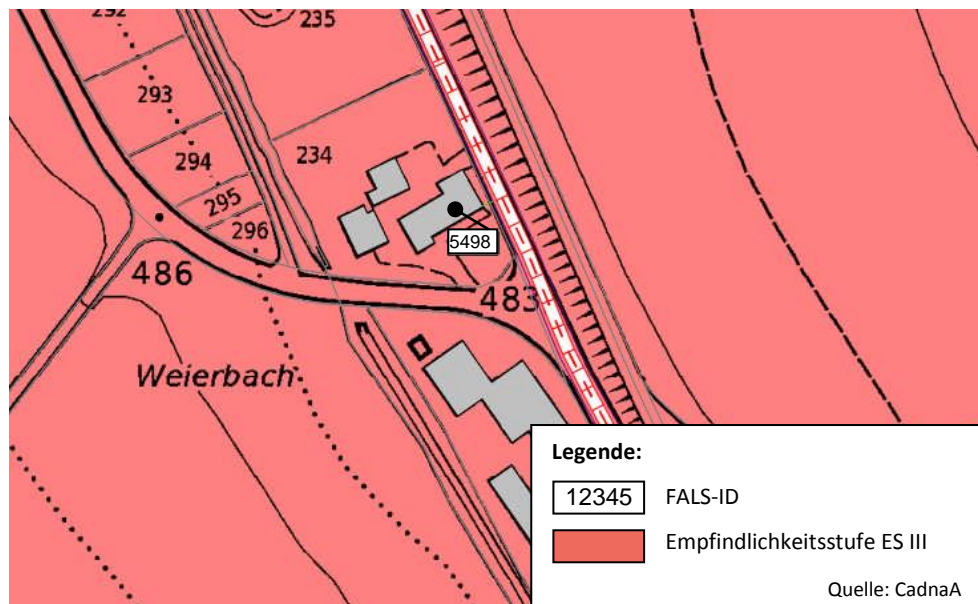 292
235
293
294
234
295
296
5498
486
483
Weierbach
Legende:
12345 FALS-ID
Empfindlichkeitsstufe ES III
Quelle: CadnaA